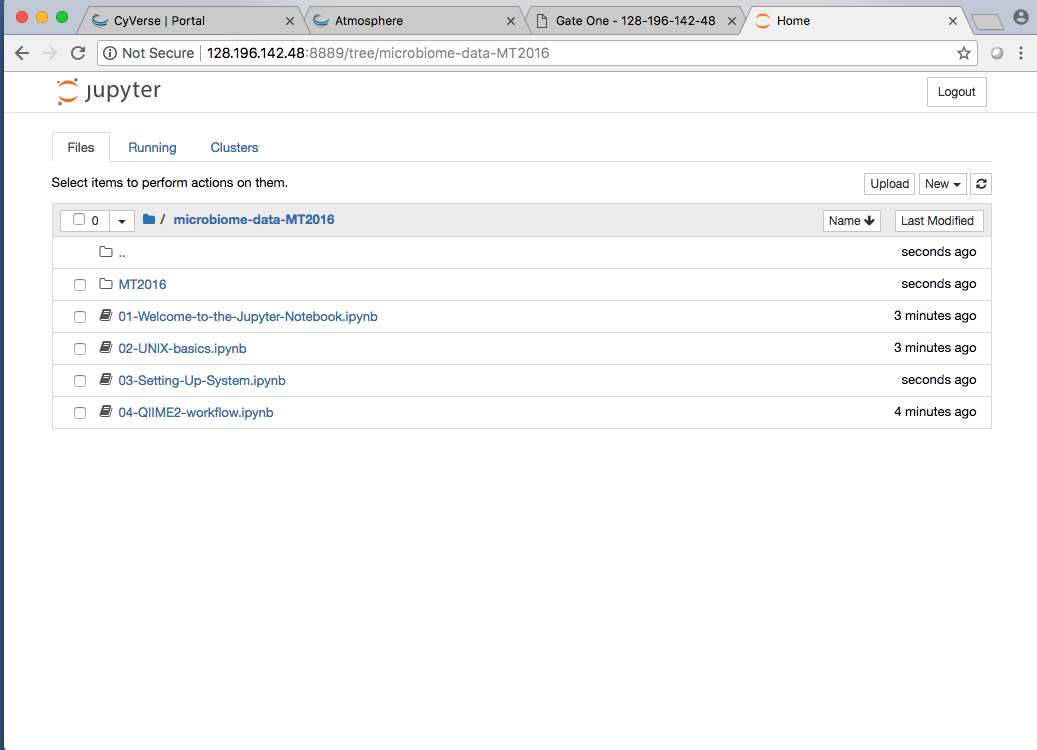 CyVerse | Portal Atmosphere Gate One - 128-196-142-48 Home
Not Secure 128.196.142.48:8889/tree/microbiome-data-MT2016
jupyter Logout
Files Running Clusters
Select items to perform actions on them. Upload New
0 / microbiome-data-MT2016 Name Last Modified
.. seconds ago
MT2016 seconds ago
01-Welcome-to-the-Jupyter-Notebook.ipynb 3 minutes ago
02-UNIX-basics.ipynb 3 minutes ago
03-Setting-Up-System.ipynb seconds ago
04-QIIME2-workflow.ipynb 4 minutes ago